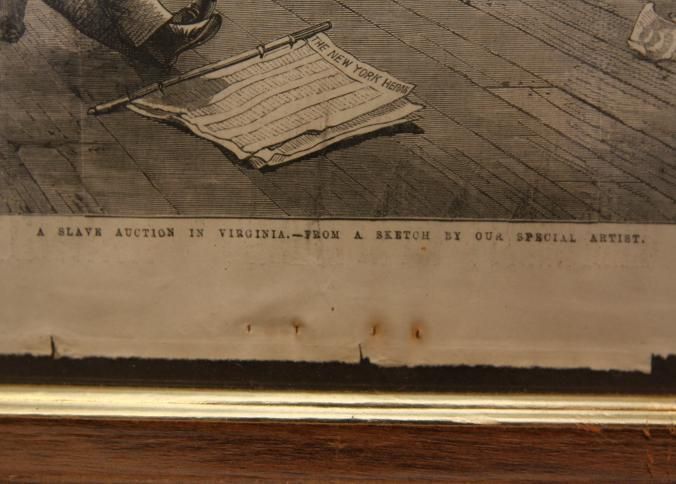 THE NEW YORK HERA
A SLAVE AUCTION IN VIRGINIA.—FROM A SKETCH BY OUR SPECIAL ARTIST.